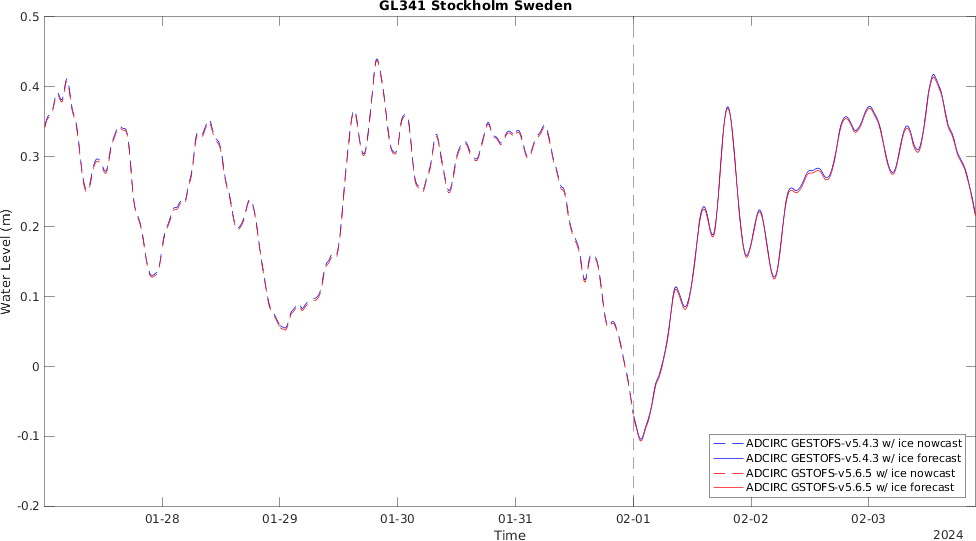 GL341 Stockholm Sweden
0.5
0.4
0.3
0.2
0.1
0
-0.1
-0.2
Water Level (m)
ADCIRC GESTOFS-v5.4.3 w/ ice nowcast
ADCIRC GESTOFS-v5.4.3 w/ ice forecast
ADCIRC GSTOFS-v5.6.5 w/ ice nowcast
ADCIRC GSTOFS-v5.6.5 w/ ice forecast
01-28 01-29 01-30 01-31 02-01 02-02 02-03
Time
2024